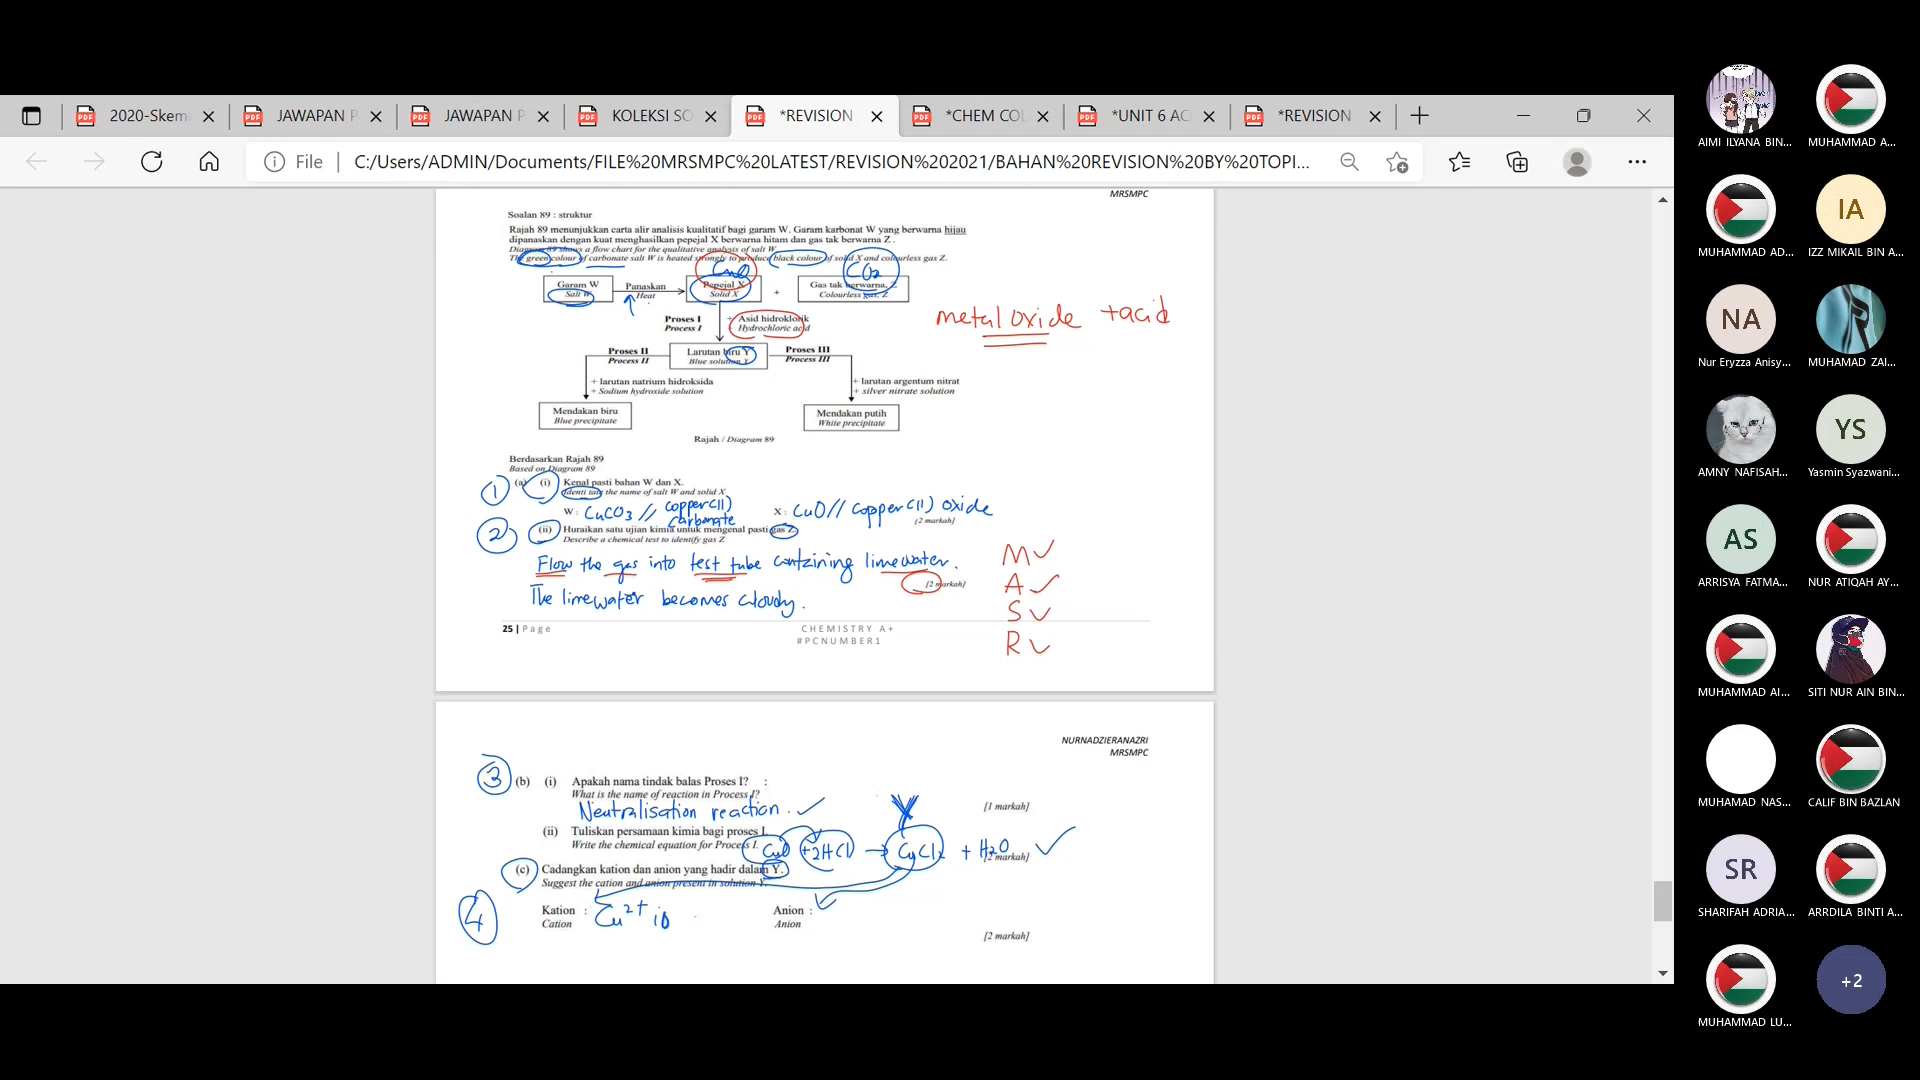 2020-Skem
JAWAPAN P
JAWAPAN P
KOLEKSI SO
*REVISION
*CHEM COL
*UNIT 6 AC
*REVISION
File
C:/Users/ADMIN/Documents/FILE%20MRSMPC%20LATEST/REVISION%202021/BAHAN%20REVISION%20BY%20TOPI...
MRSMPC
Soalan 89 : struktur
Rajah 89 menunjukkan carta alir analisis kualitatif bagi garam W. Garam karbonat W yang berwarna hijau
dipanaskan dengan kuat menghasilkan pepejal X berwarna hitam dan gas tak berwarna Z .
Diagram 89 shows a flow chart for the qualitative analysis of salt W
The green colour of carbonate salt W is heated strongly to produce black colour of solid X and colourless gas Z.
CuO
CO2
Garam W
Salt W
Panaskan
Heat
Pepejal X
Solid X
+
Gas tak berwarna, Z
Colourless gas, Z
metal oxide + acid
Proses I
Process I
+ Asid hidroklorik
Hydrochloric acid
Proses II
Process II
Larutan biru Y
Blue solution Y
Proses III
Process III
+ larutan natrium hidroksida
+ Sodium hydroxide solution
+ larutan argentum nitrat
+ silver nitrate solution
Mendakan biru
Blue precipitate
Mendakan putih
White precipitate
Rajah / Diagram 89
Berdasarkan Rajah 89
Based on Diagram 89
1 (a) (i) Kenal pasti bahan W dan X.
the name of salt W and solid X
W : CuCO3 // copper(II) carbonate X : CuO // copper(II) oxide
[2 markah]
2 (ii) Huraikan satu ujian kimia untuk mengenal pasti gas Z.
Describe a chemical test to identify gas Z
Flow the gas into test tube containing limewater.
[2 markah]
The limewater becomes cloudy.
M ✓
A ✓
S ✓
R ✓
25 | Page
CHEMISTRY A+
#PCNUMBER1
NURNADZIERANAZRI
MRSMPC
3 (b) (i) Apakah nama tindak balas Proses I? :
What is the name of reaction in Process I?
Neutralisation reaction. ✓
[1 markah]
Y
(ii) Tuliskan persamaan kimia bagi proses I.
Write the chemical equation for Process I.
CuO + 2HCl → CuCl2 + H2O ✓
[2 markah]
(c) Cadangkan kation dan anion yang hadir dalam Y.
Suggest the cation and anion present in solution Y.
4
Kation : Cu2+ io
Cation
Anion :
Anion
[2 markah]
AIMI ILYANA BIN...
MUHAMMAD A...
MUHAMMAD AD...
IA
IZZ MIKAIL BIN A...
NA
Nur Eryzza Anisy...
MUHAMAD ZAI...
AMNY NAFISAH...
YS
Yasmin Syazwani...
AS
ARRISYA FATMA...
NUR ATIQAH AY...
MUHAMMAD AI...
SITI NUR AIN BIN...
MUHAMAD NAS...
CALIF BIN BAZLAN
SR
SHARIFAH ADRIA...
ARRDILA BINTI A...
MUHAMMAD LU...
+2